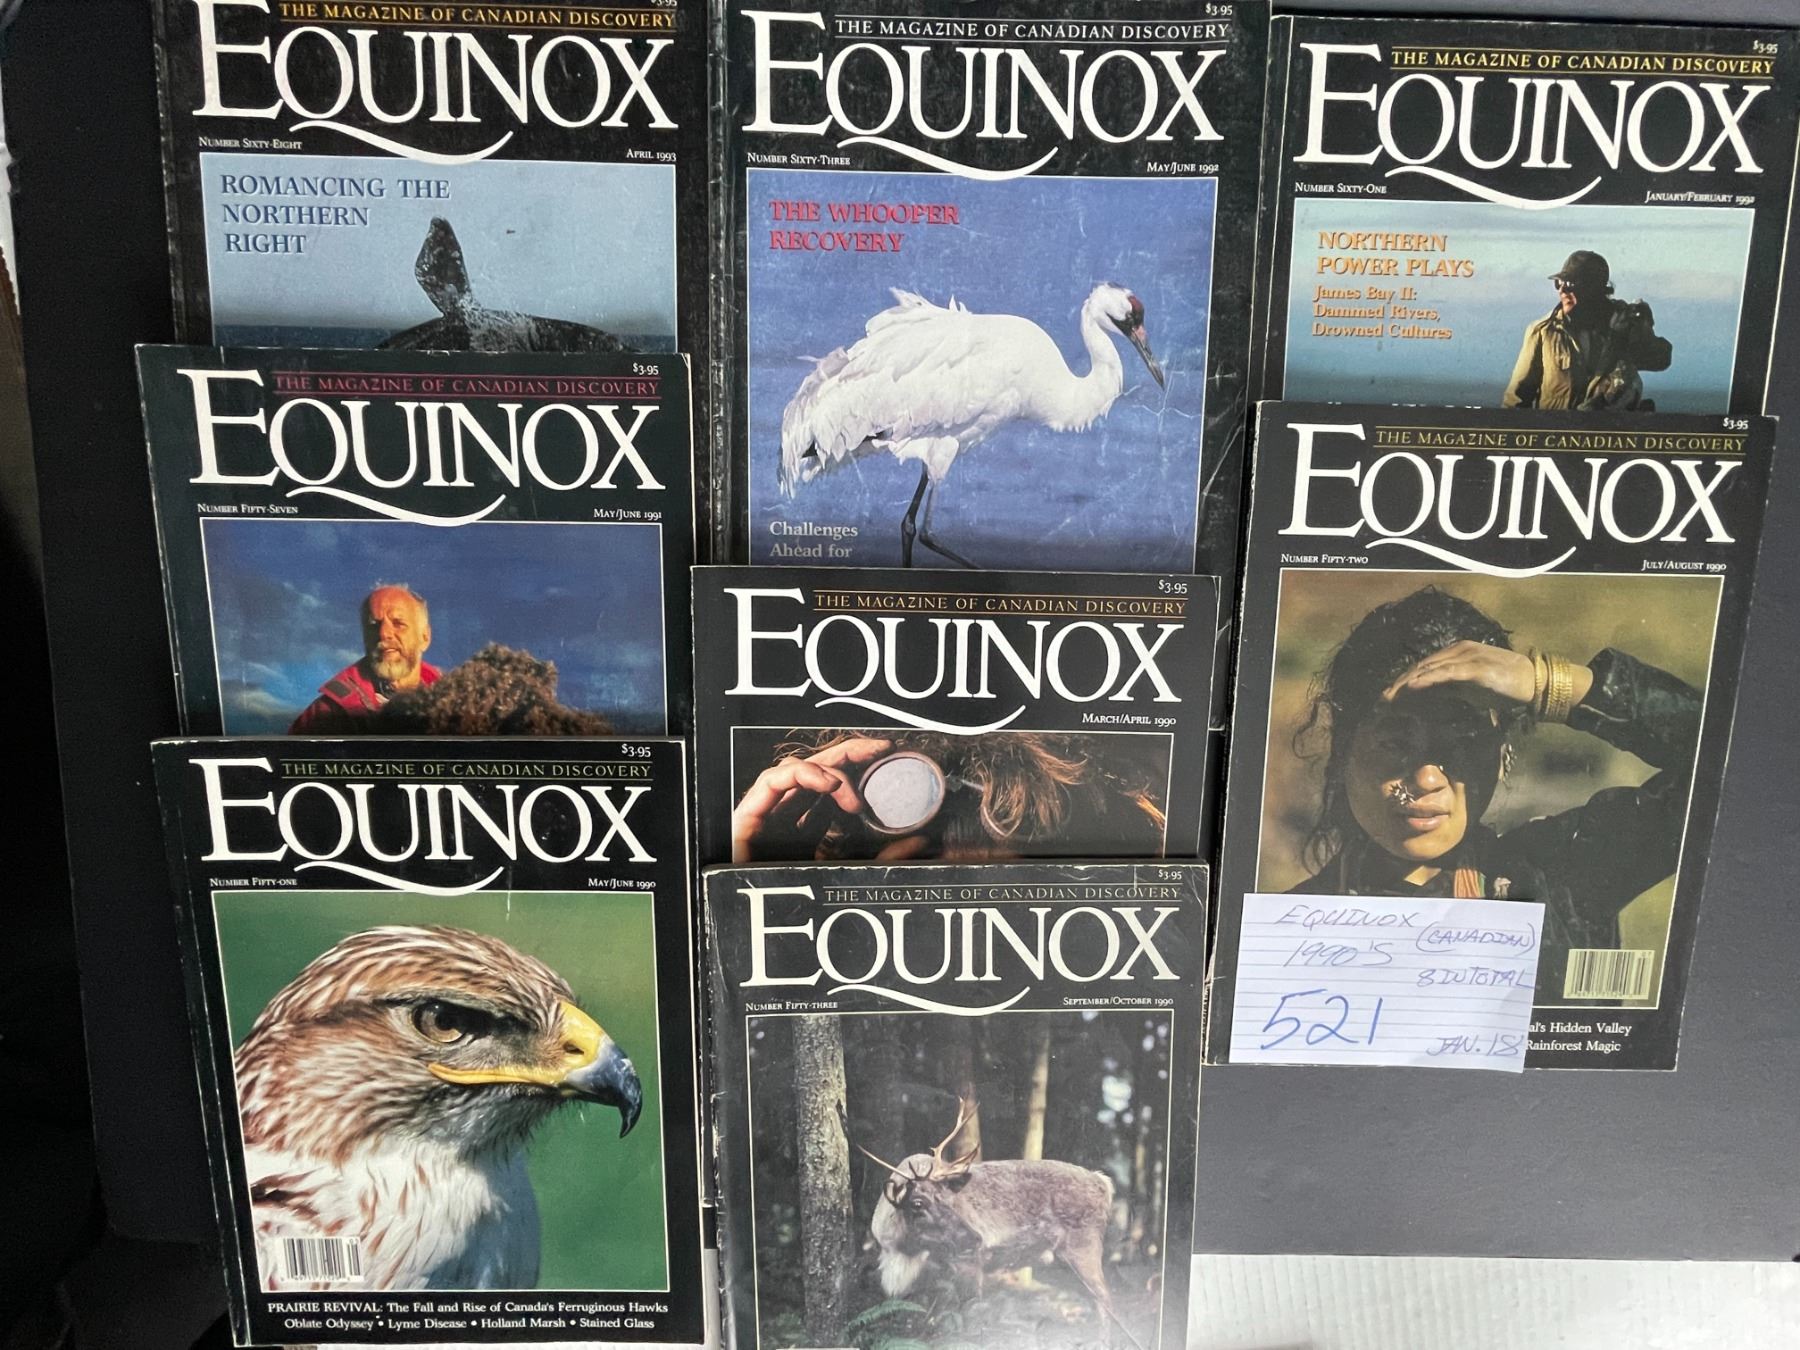 $3.95
THE MAGAZINE OF CANADIAN DISCOVERY
EQUINOX
NUMBER SIXTY-EIGHT
APRIL 1993
ROMANCING THE
NORTHERN
RIGHT
$3.95
THE MAGAZINE OF CANADIAN DISCOVERY
EQUINOX
NUMBER SIXTY-THREE
MAY/JUNE 1992
THE WHOOPER
RECOVERY
Challenges
Ahead for
$3.95
THE MAGAZINE OF CANADIAN DISCOVERY
EQUINOX
NUMBER SIXTY-ONE
JANUARY/FEBRUARY 1992
NORTHERN
POWER PLAYS
James Bay II:
Dammed Rivers,
Drowned Cultures
$3.95
THE MAGAZINE OF CANADIAN DISCOVERY
EQUINOX
NUMBER FIFTY-SEVEN
MAY/JUNE 1991
$3.95
THE MAGAZINE OF CANADIAN DISCOVERY
EQUINOX
MARCH/APRIL 1990
$3.95
THE MAGAZINE OF CANADIAN DISCOVERY
EQUINOX
NUMBER FIFTY-TWO
JULY/AUGUST 1990
al's Hidden Valley
Rainforest Magic
EQUINOX
(CANADIAN)
1990'S
8 IN TOTAL
521
JAN. 18
$3.95
THE MAGAZINE OF CANADIAN DISCOVERY
EQUINOX
NUMBER FIFTY-ONE
MAY/JUNE 1990
PRAIRIE REVIVAL: The Fall and Rise of Canada's Ferruginous Hawks
Oblate Odyssey • Lyme Disease • Holland Marsh • Stained Glass
$3.95
THE MAGAZINE OF CANADIAN DISCOVERY
EQUINOX
NUMBER FIFTY-THREE
SEPTEMBER/OCTOBER 1990